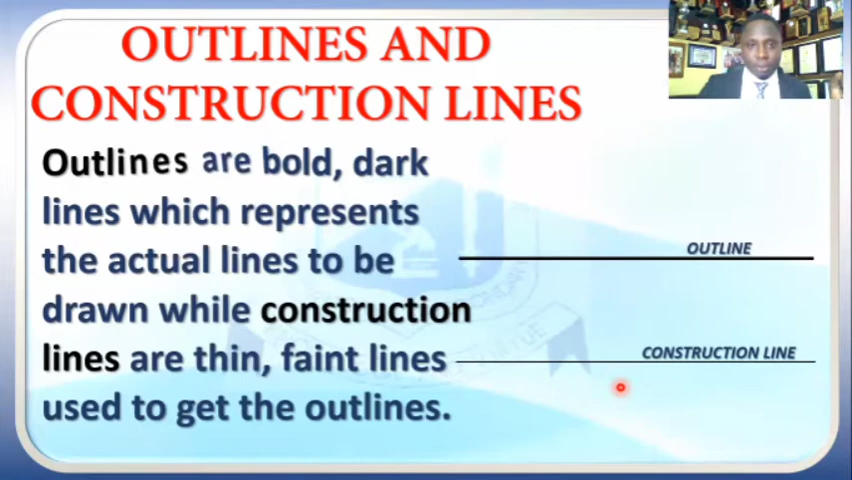 OUTLINES AND
CONSTRUCTION LINES
Outlines are bold, dark
lines which represents
the actual lines to be
drawn while construction
lines are thin, faint lines
used to get the outlines.
OUTLINE
CONSTRUCTION LINE